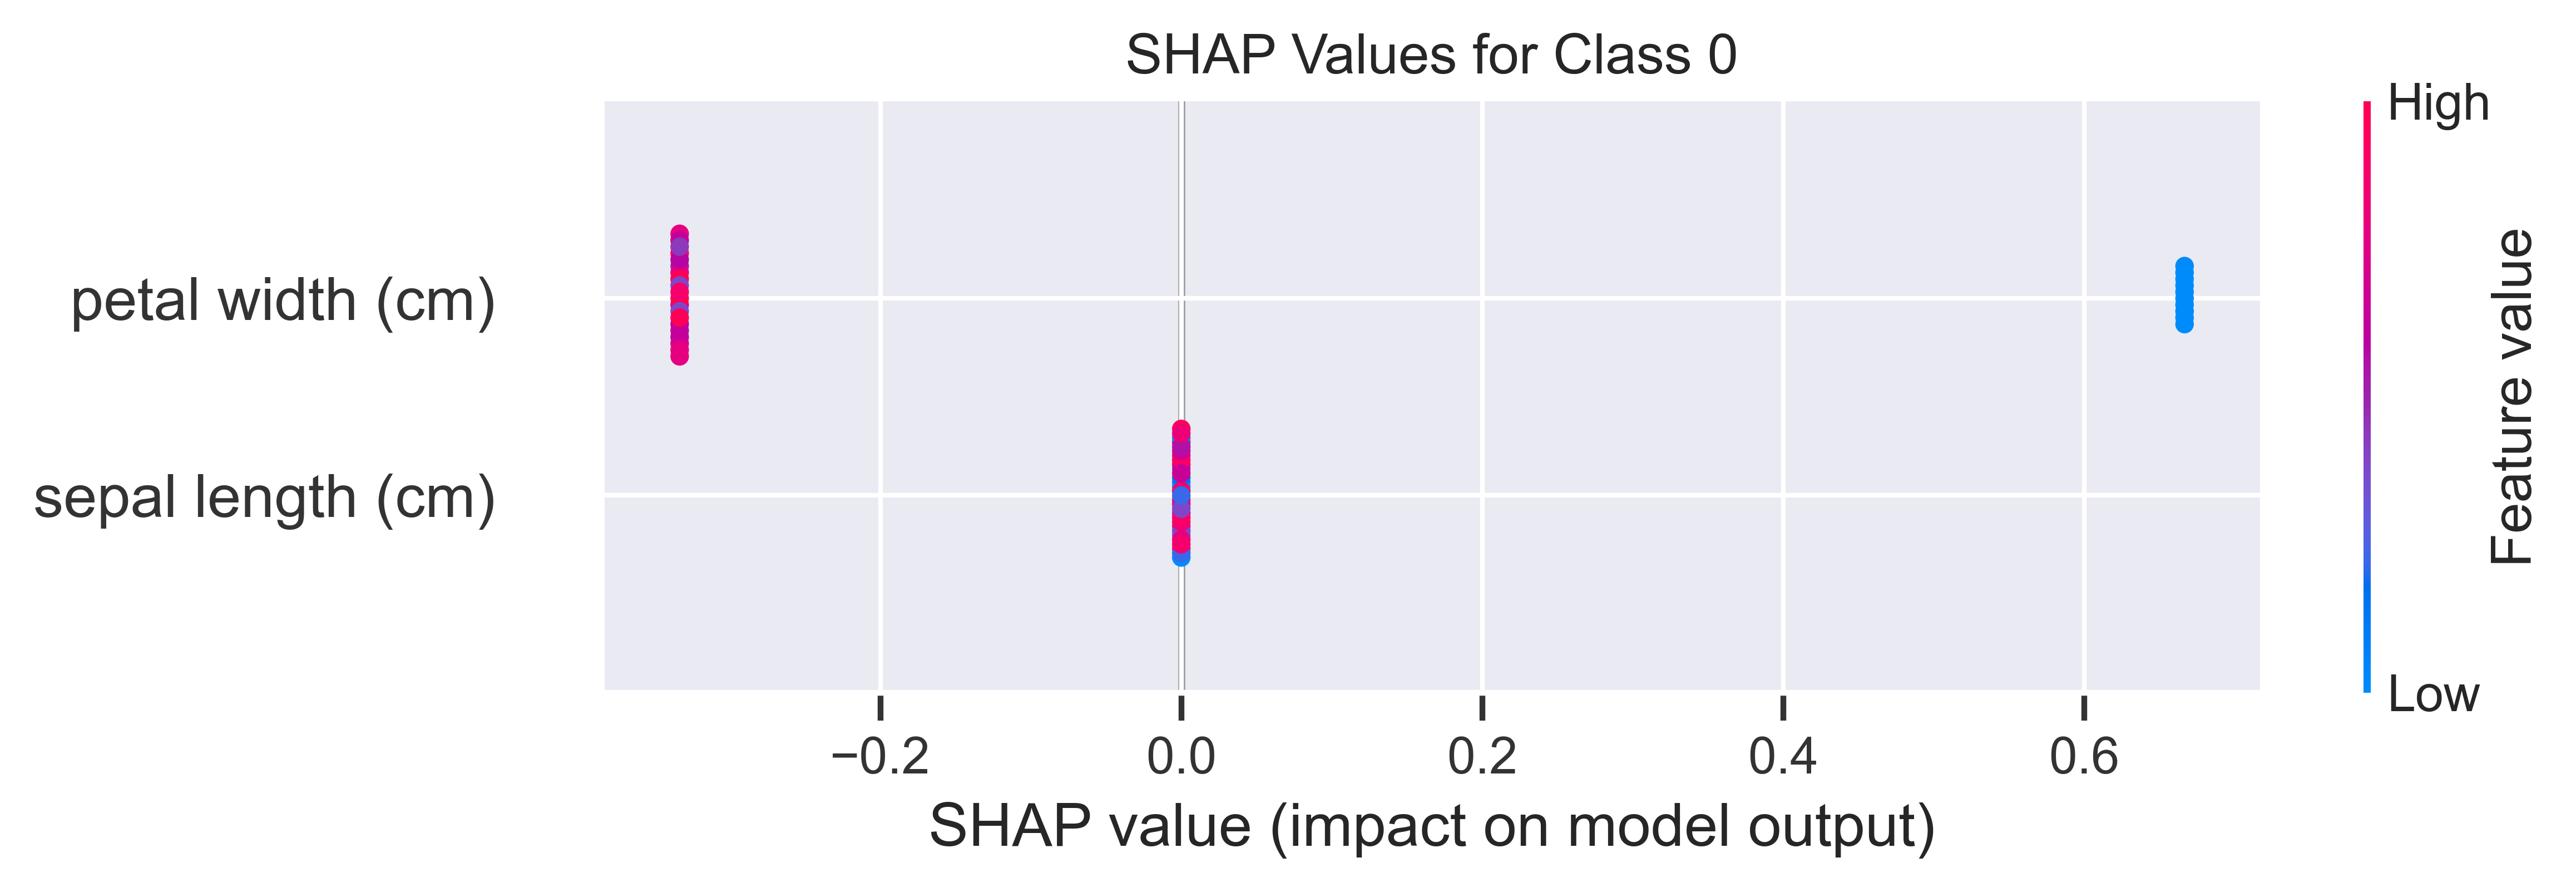 SHAP Values for Class 0
High
petal width (cm)
sepal length (cm)
Feature value
Low
−0.2 0.0 0.2 0.4 0.6
SHAP value (impact on model output)